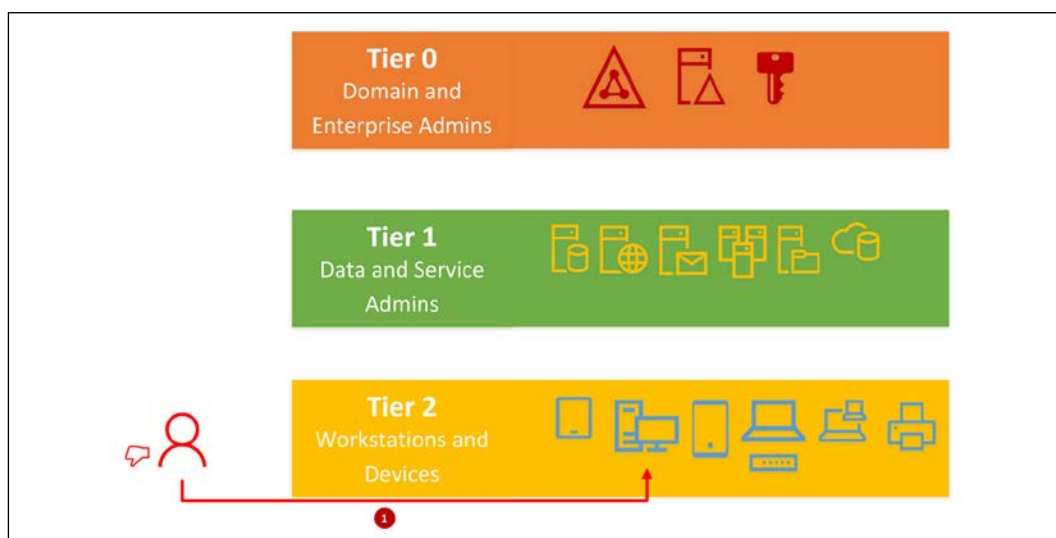 Tier 0
Domain and
Enterprise Admins
Tier 1
Data and Service
Admins
Tier 2
Workstations and
Devices
1